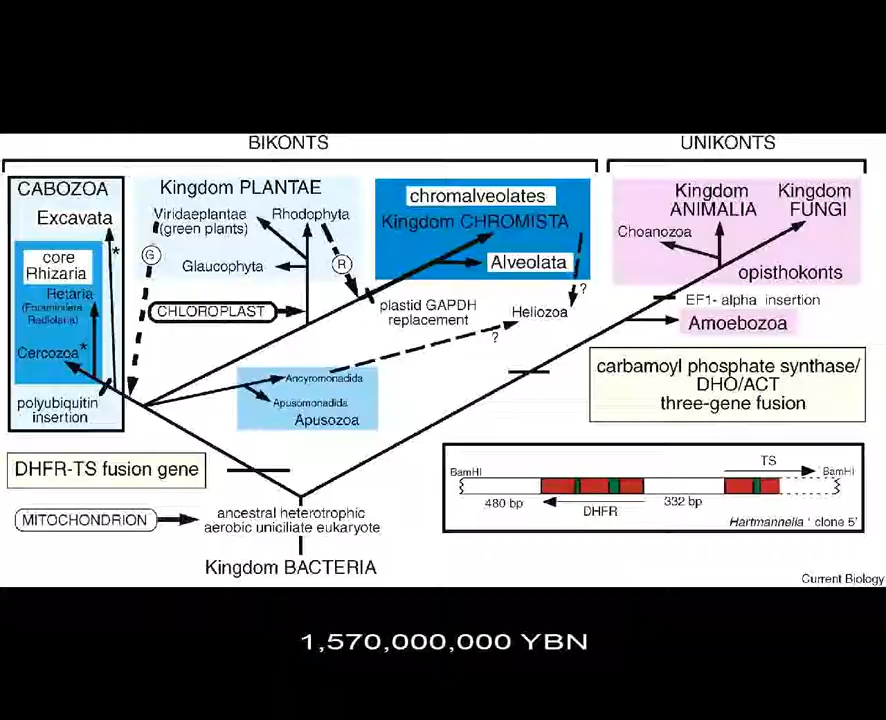 BIKONTS
UNIKONTS
CABOZOA
Excavata
*
core
Rhizaria
Retaria
(Foraminifera
Radiolaria)
Cercozoa*
polyubiquitin
insertion
Kingdom PLANTAE
Viridaeplantae
(green plants)
Rhodophyta
G
R
Glaucophyta
CHLOROPLAST
chromalveolates
Kingdom CHROMISTA
Alveolata
plastid GAPDH
replacement
?
Heliozoa
?
Ancyromonadida
Apusomonadida
Apusozoa
Kingdom
ANIMALIA
Kingdom
FUNGI
Choanozoa
opisthokonts
EF1- alpha insertion
Amoebozoa
carbamoyl phosphate synthase/
DHO/ACT
three-gene fusion
DHFR-TS fusion gene
MITOCHONDRION
ancestral heterotrophic
aerobic uniciliate eukaryote
Kingdom BACTERIA
BamHI
TS
BamHI
480 bp
DHFR
332 bp
Hartmannella ' clone 5'
Current Biology
1,570,000,000 YBN